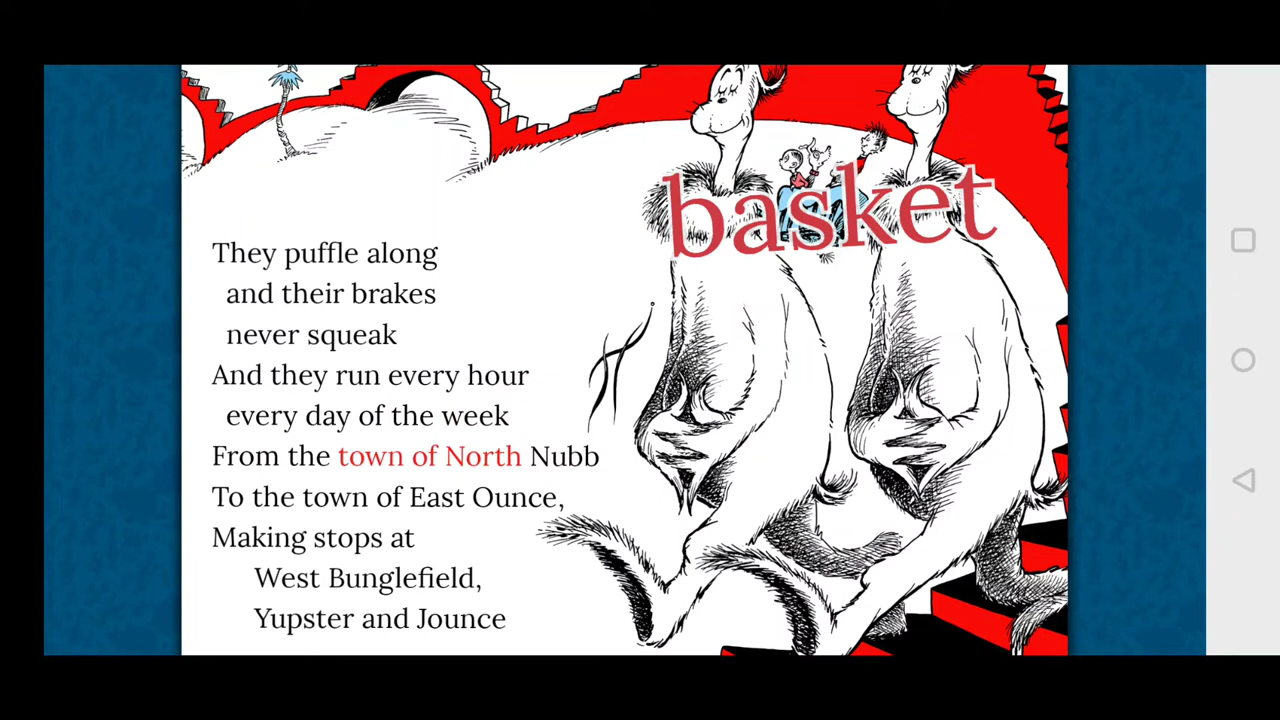 basket
They puffle along
and their brakes
never squeak
And they run every hour
every day of the week
From the town of North Nubb
To the town of East Ounce,
Making stops at
West Bunglefield,
Yupster and Jounce